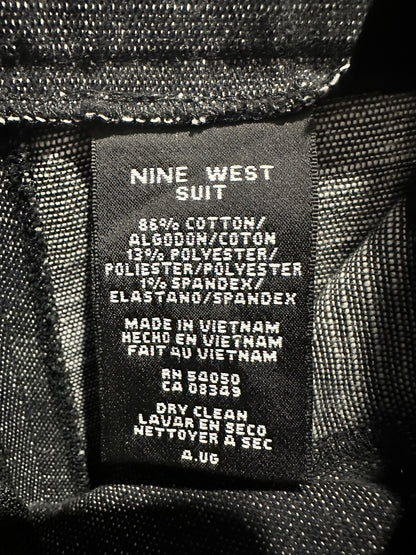 NINE WEST
SUIT
86% COTTON/
ALGODON/COTON
13% POLYESTER/
POLIESTER/POLYESTER
1% SPANDEX/
ELASTANO/SPANDEX
MADE IN VIETNAM
HECHO EN VIETNAM
FAIT AU VIETNAM
RN 54050
CA 08349
DRY CLEAN
LAVAR EN SECO
NETTOYER A SEC
A.UG